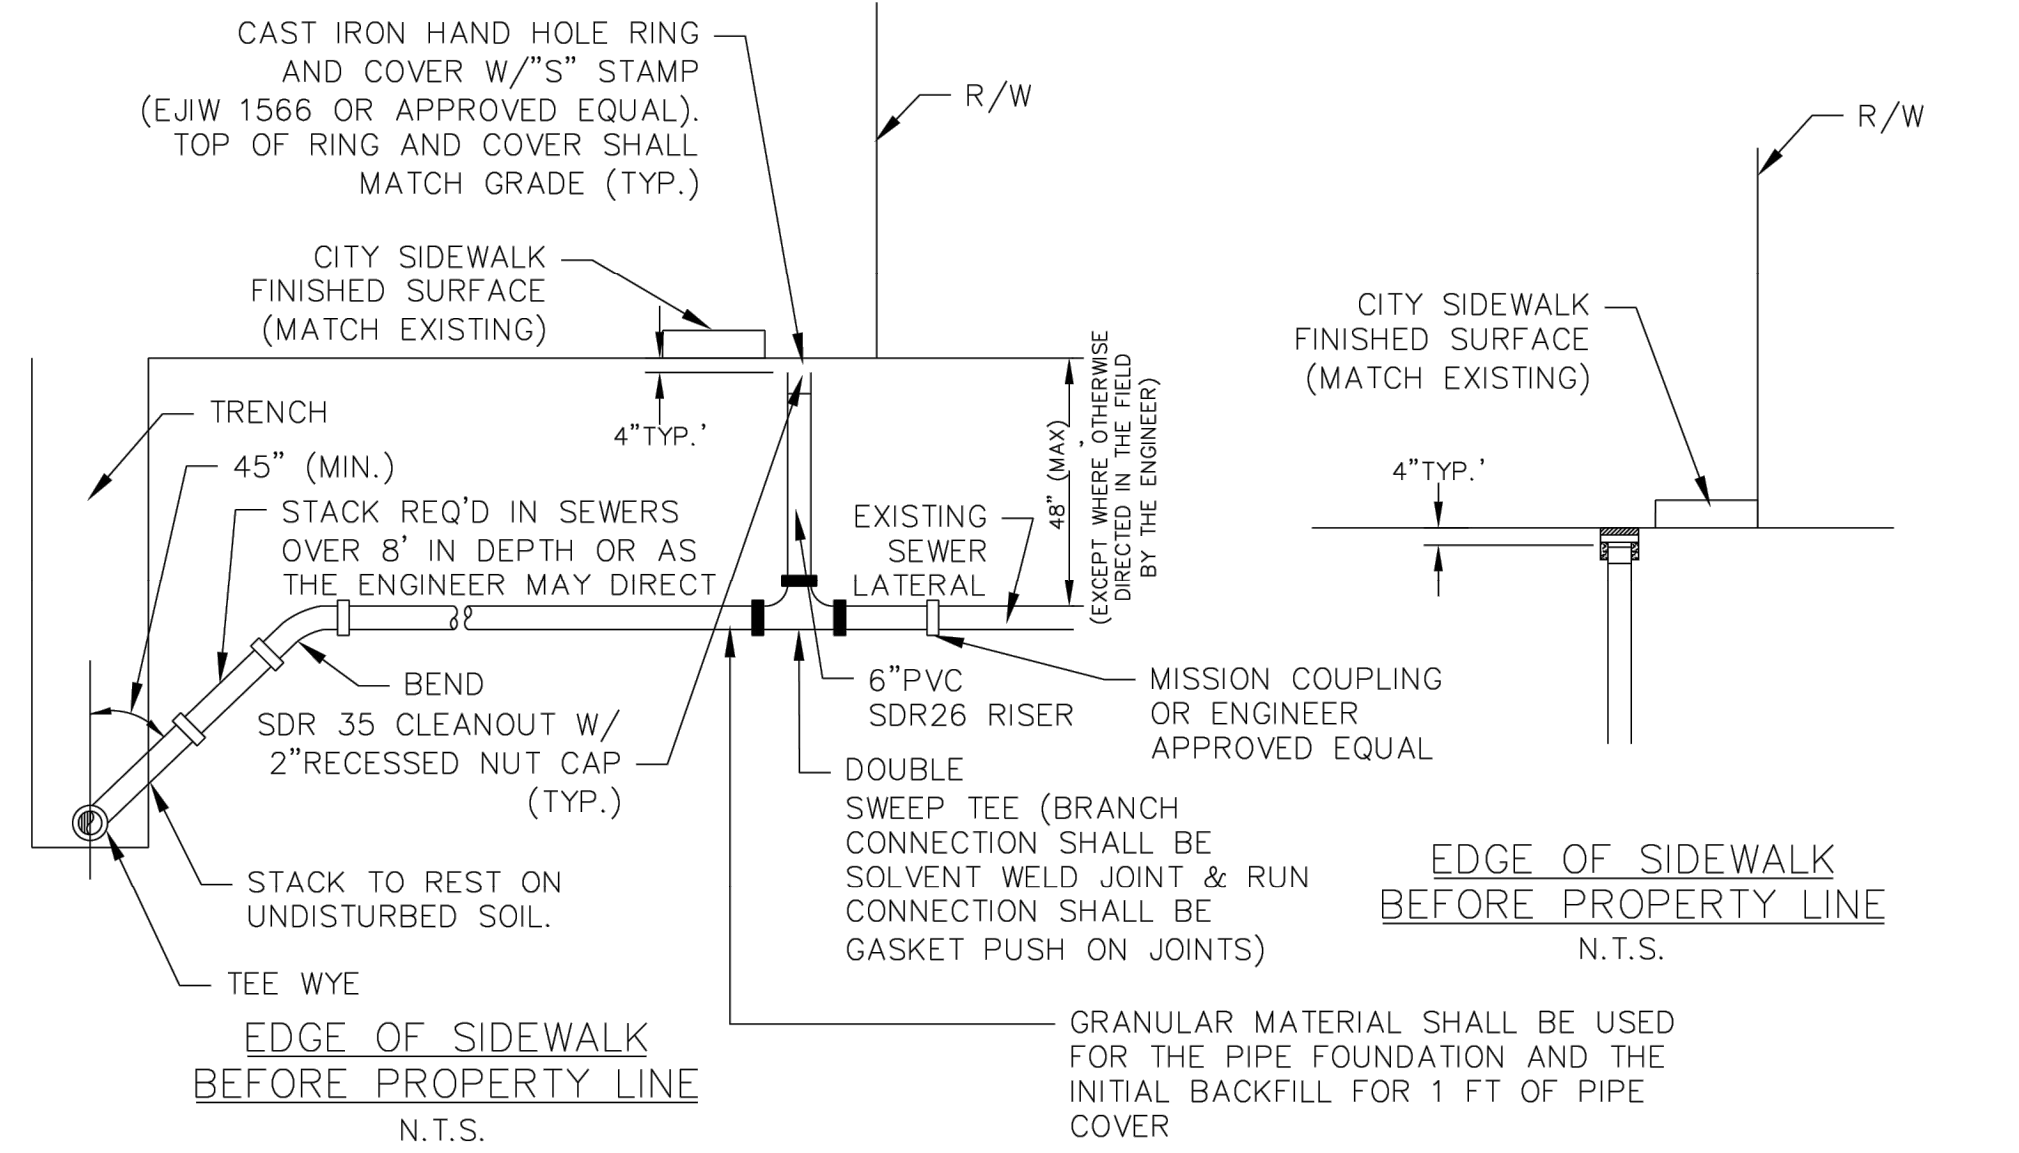 CAST IRON HAND HOLE RING
AND COVER W/"S" STAMP
(EJIW 1566 OR APPROVED EQUAL).
TOP OF RING AND COVER SHALL
MATCH GRADE (TYP.)
R/W
CITY SIDEWALK
FINISHED SURFACE
(MATCH EXISTING)
TRENCH
4"TYP.'
45" (MIN.)
STACK REQ'D IN SEWERS
OVER 8' IN DEPTH OR AS
THE ENGINEER MAY DIRECT
EXISTING
SEWER
LATERAL
48" (MAX)
,
(EXCEPT WHERE OTHERWISE
DIRECTED IN THE FIELD
BY THE ENGINEER)
BEND
SDR 35 CLEANOUT W/
2"RECESSED NUT CAP
(TYP.)
6"PVC
SDR26 RISER
MISSION COUPLING
OR ENGINEER
APPROVED EQUAL
DOUBLE
SWEEP TEE (BRANCH
CONNECTION SHALL BE
SOLVENT WELD JOINT & RUN
CONNECTION SHALL BE
GASKET PUSH ON JOINTS)
STACK TO REST ON
UNDISTURBED SOIL.
TEE WYE
EDGE OF SIDEWALK
BEFORE PROPERTY LINE
N.T.S.
GRANULAR MATERIAL SHALL BE USED
FOR THE PIPE FOUNDATION AND THE
INITIAL BACKFILL FOR 1 FT OF PIPE
COVER
R/W
CITY SIDEWALK
FINISHED SURFACE
(MATCH EXISTING)
4"TYP.'
EDGE OF SIDEWALK
BEFORE PROPERTY LINE
N.T.S.